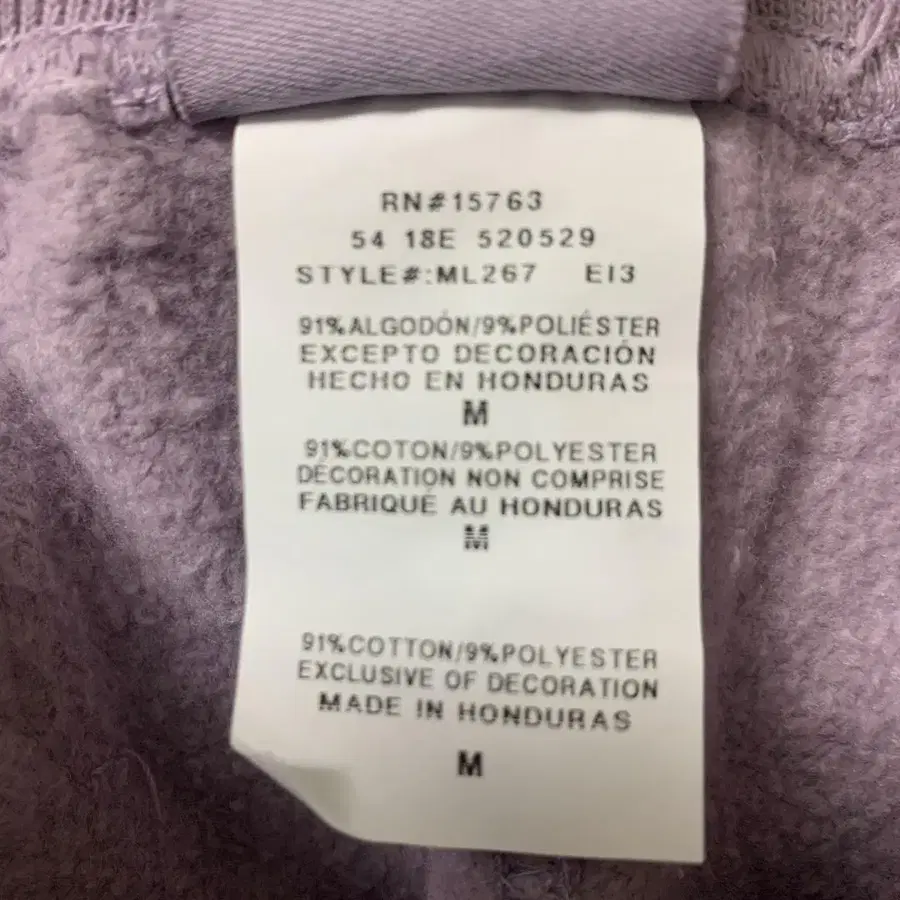 RN#15763
54 18E 520529
STYLE#:ML267 EI3
91%ALGODÓN/9%POLIÉSTER
EXCEPTO DECORACIÓN
HECHO EN HONDURAS
M
91%COTON/9%POLYESTER
DÉCORATION NON COMPRISE
FABRIQUÉ AU HONDURAS
M
91%COTTON/9%POLYESTER
EXCLUSIVE OF DECORATION
MADE IN HONDURAS
M